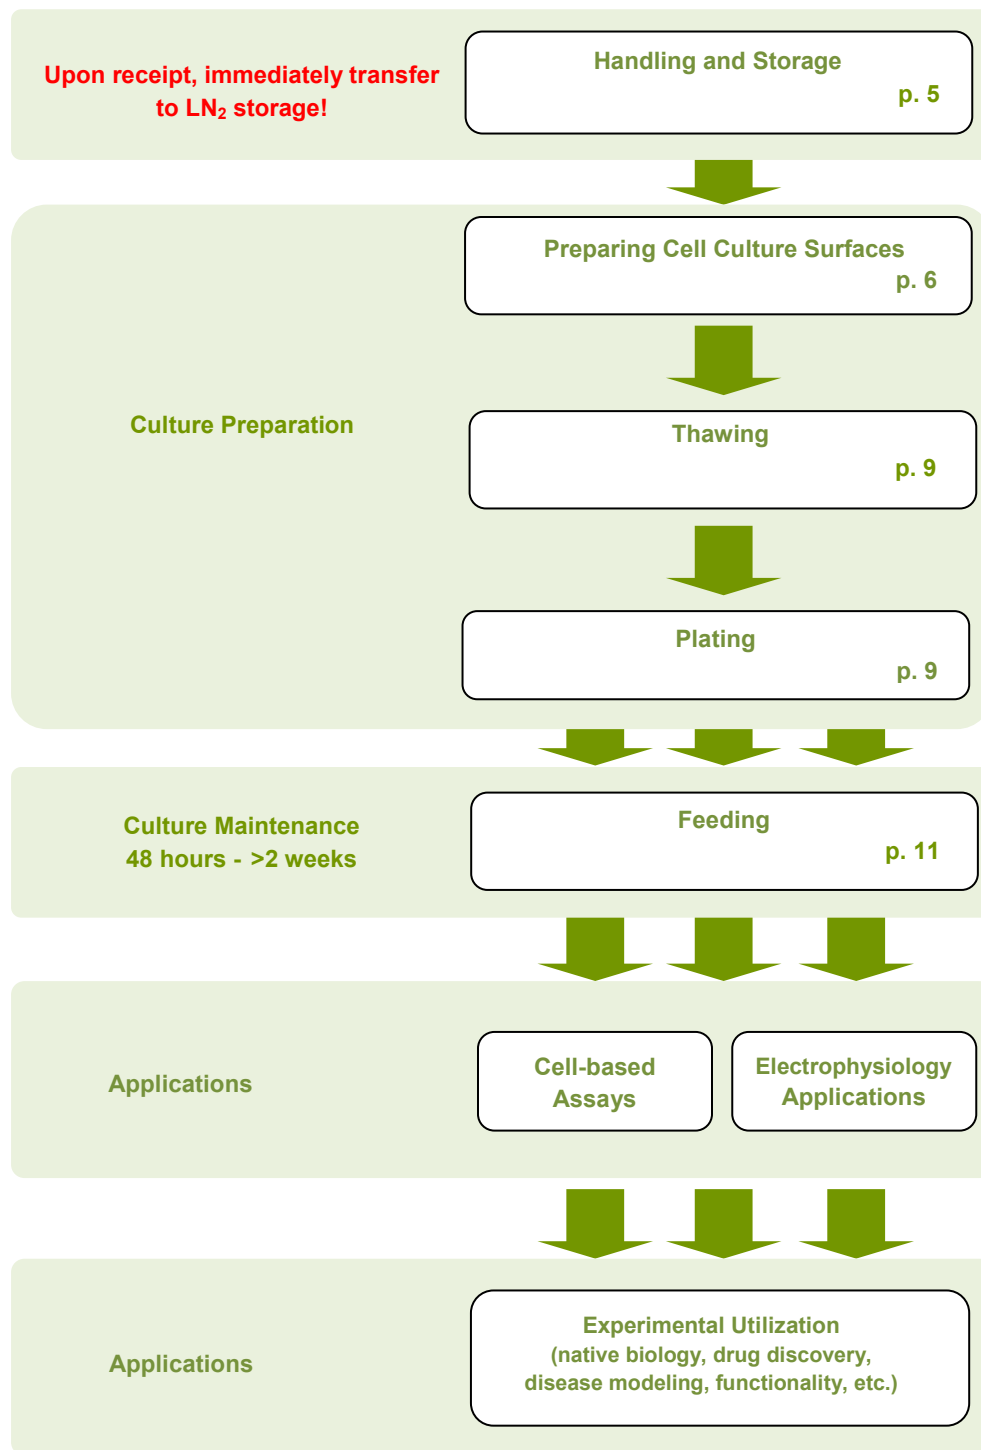 Upon receipt, immediately transfer
to LN₂ storage!
Handling and Storage
p. 5
Preparing Cell Culture Surfaces
p. 6
Culture Preparation
Thawing
p. 9
Plating
p. 9
Culture Maintenance
48 hours - >2 weeks
Feeding
p. 11
Applications
Cell-based
Assays
Electrophysiology
Applications
Applications
Experimental Utilization
(native biology, drug discovery,
disease modeling, functionality, etc.)